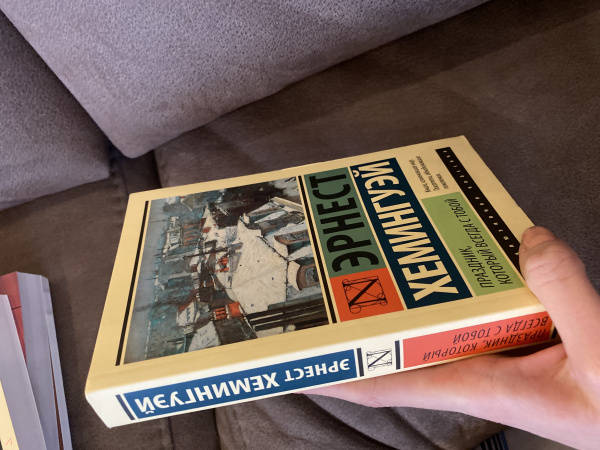 ЭРНЕСТ
ХЕМИНГУЭЙ
ПРАЗДНИК,
КОТОРЫЙ ВСЕГДА С ТОБОЙ
N
ЭРНЕСТ ХЕМИНГУЭЙ
N
ПРАЗДНИК, КОТОРЫЙ
ВСЕГДА С ТОБОЙ